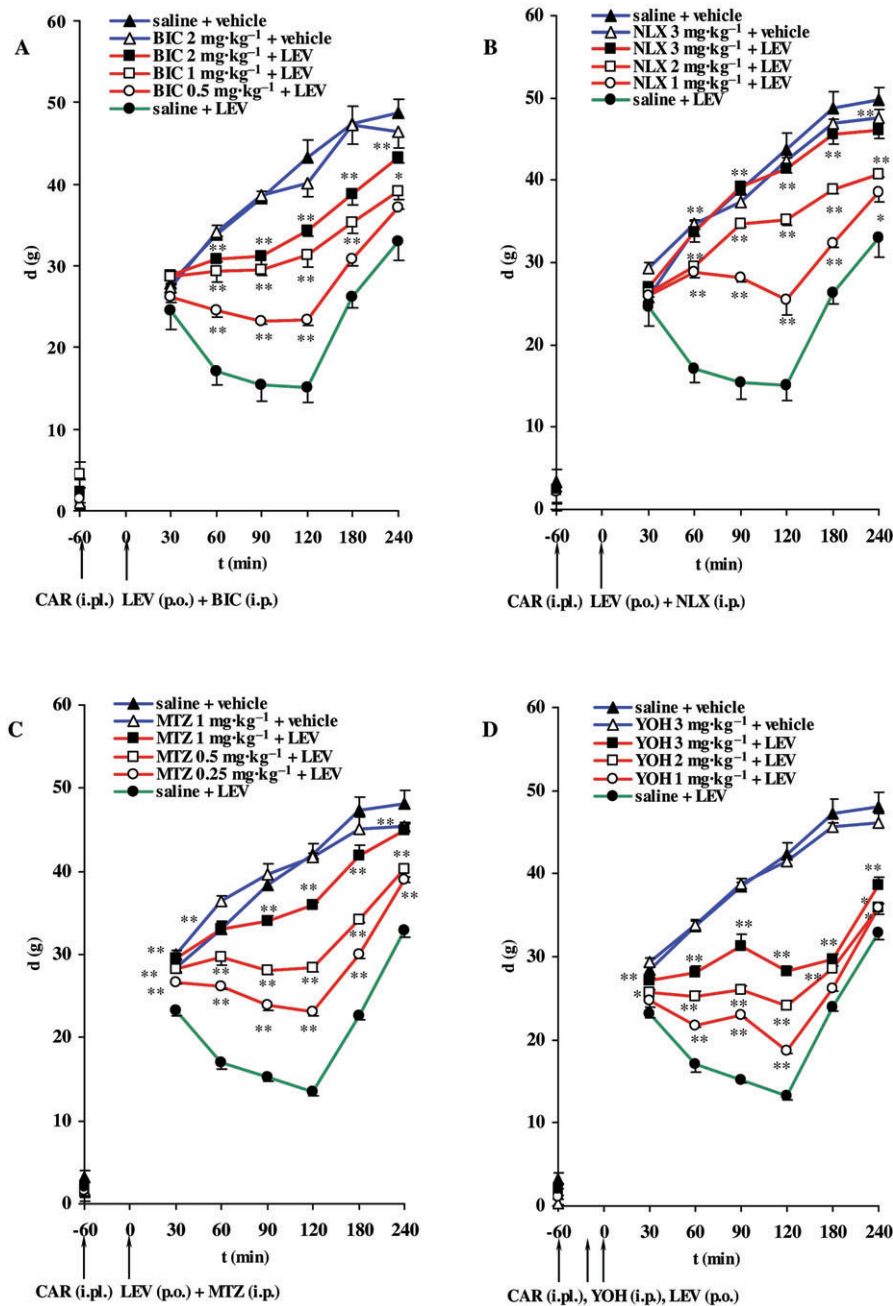 A
saline + vehicle
BIC 2 mg·kg⁻¹ + vehicle
BIC 2 mg·kg⁻¹ + LEV
BIC 1 mg·kg⁻¹ + LEV
BIC 0.5 mg·kg⁻¹ + LEV
saline + LEV
60
50
40
30
20
10
0
d (g)
** ** ** ** ** *
** ** ** **
** ** **
-60 0 30 60 90 120 180 240
t (min)
CAR (i.pl.) LEV (p.o.) + BIC (i.p.)
B
saline + vehicle
NLX 3 mg·kg⁻¹ + vehicle
NLX 3 mg·kg⁻¹ + LEV
NLX 2 mg·kg⁻¹ + LEV
NLX 1 mg·kg⁻¹ + LEV
saline + LEV
60
50
40
30
20
10
0
d (g)
** ** ** ** **
** ** ** ** **
** ** ** ** *
-60 0 30 60 90 120 180 240
t (min)
CAR (i.pl.) LEV (p.o.) + NLX (i.p.)
C
saline + vehicle
MTZ 1 mg·kg⁻¹ + vehicle
MTZ 1 mg·kg⁻¹ + LEV
MTZ 0.5 mg·kg⁻¹ + LEV
MTZ 0.25 mg·kg⁻¹ + LEV
saline + LEV
60
50
40
30
20
10
0
d (g)
** ** ** ** ** **
** ** ** ** ** **
** ** ** ** ** **
-60 0 30 60 90 120 180 240
t (min)
CAR (i.pl.) LEV (p.o.) + MTZ (i.p.)
D
saline + vehicle
YOH 3 mg·kg⁻¹ + vehicle
YOH 3 mg·kg⁻¹ + LEV
YOH 2 mg·kg⁻¹ + LEV
YOH 1 mg·kg⁻¹ + LEV
saline + LEV
60
50
40
30
20
10
0
d (g)
** ** ** ** ** **
* ** ** ** ** *
** ** ** *
-60 0 30 60 90 120 180 240
t (min)
CAR (i.pl.), YOH (i.p.), LEV (p.o.)